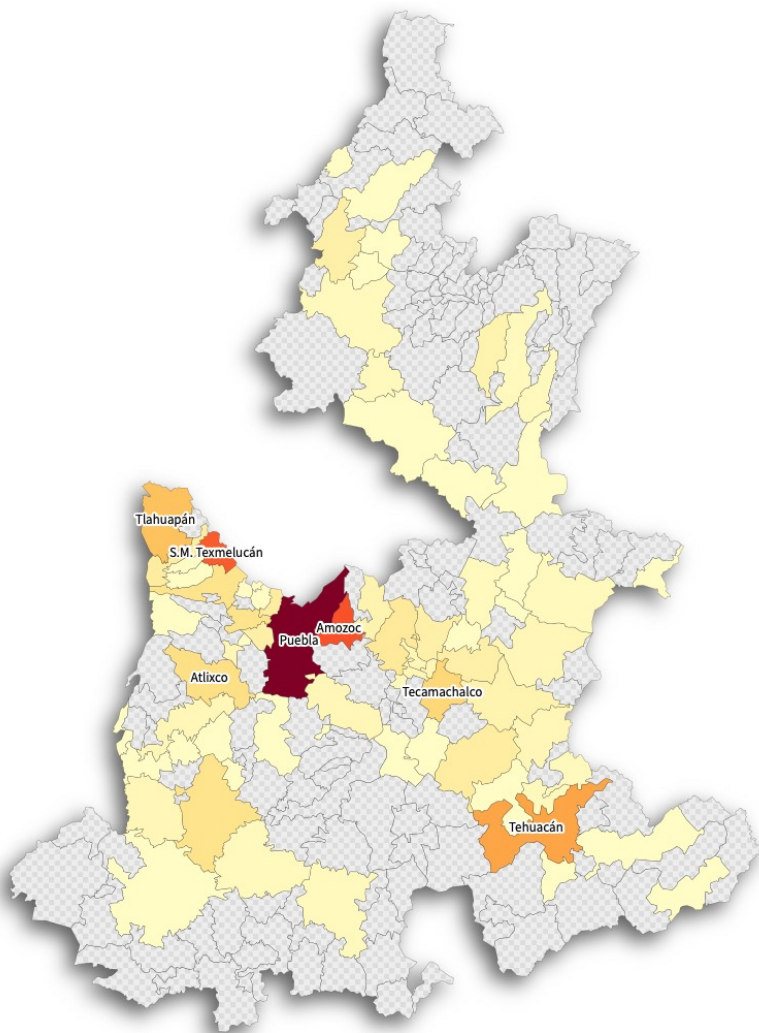 Tlahuapán
S.M. Texmelucán
Amozoc
Puebla
Atlixco
Tecamachalco
Tehuacán